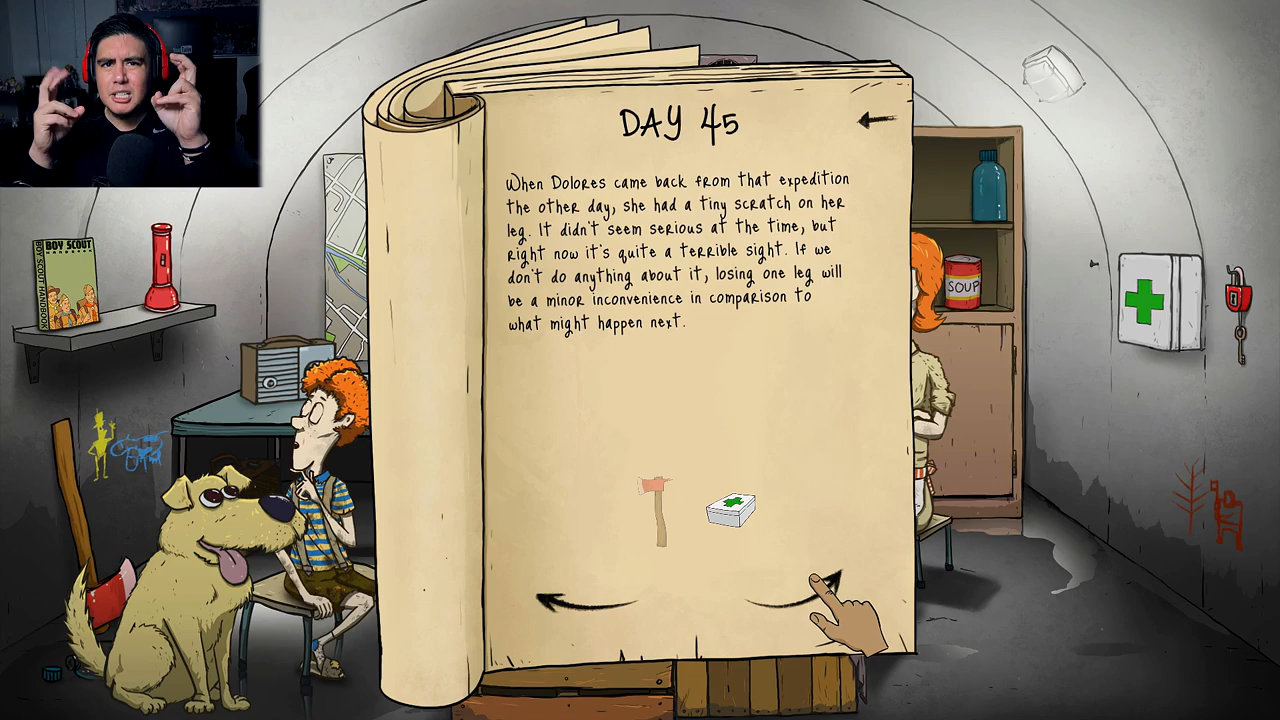 DAY 45
When Dolores came back from that expedition
the other day, she had a tiny scratch on her
leg. It didn't seem serious at the time, but
right now it's quite a terrible sight. If we
don't do anything about it, losing one leg will
be a minor inconvenience in comparison to
what might happen next.
BOY SCOUT
HANDBOOK
BOY SCOUT HANDBOOK
SOUP